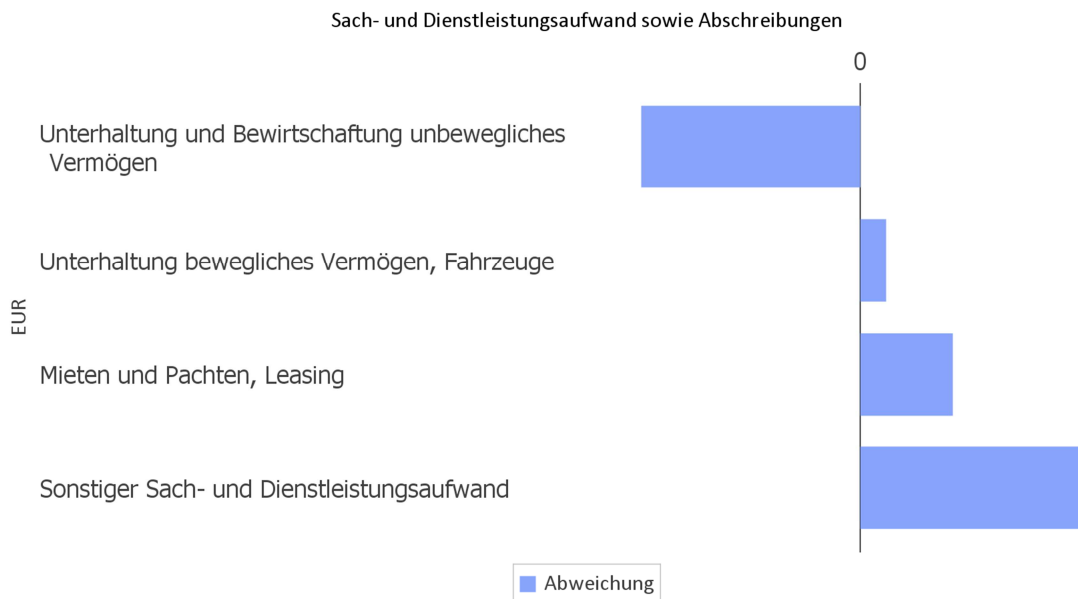 Sach- und Dienstleistungsaufwand sowie Abschreibungen
0
Unterhaltung und Bewirtschaftung unbewegliches
Vermögen
Unterhaltung bewegliches Vermögen, Fahrzeuge
EUR
Mieten und Pachten, Leasing
Sonstiger Sach- und Dienstleistungsaufwand
Abweichung